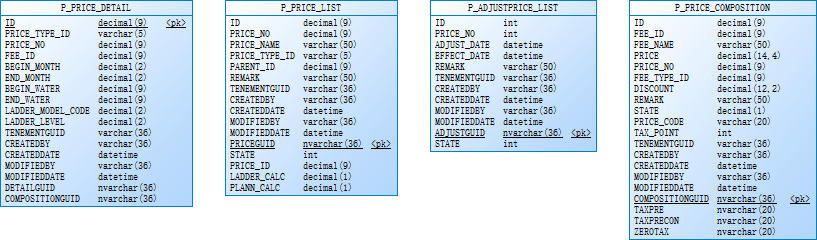 P_PRICE_DETAIL
ID decimal(9) <pk>
PRICE_TYPE_ID varchar(5)
PRICE_NO decimal(9)
FEE_ID decimal(9)
BEGIN_MONTH decimal(2)
END_MONTH decimal(2)
BEGIN_WATER decimal(9)
END_WATER decimal(9)
LADDER_MODEL_CODE decimal(2)
LADDER_LEVEL decimal(2)
TENEMENTGUID varchar(36)
CREATEDBY varchar(36)
CREATEDDATE datetime
MODIFIEDBY varchar(36)
MODIFIEDDATE datetime
DETAILGUID nvarchar(36)
COMPOSITIONGUID nvarchar(36)
P_PRICE_LIST
ID decimal(9)
PRICE_NO decimal(9)
PRICE_NAME varchar(50)
PRICE_TYPE_ID varchar(5)
PARENT_ID decimal(9)
REMARK varchar(50)
TENEMENTGUID varchar(36)
CREATEDBY varchar(36)
CREATEDDATE datetime
MODIFIEDBY varchar(36)
MODIFIEDDATE datetime
PRICEGUID nvarchar(36) <pk>
STATE int
PRICE_ID decimal(9)
LADDER_CALC decimal(1)
PLANN_CALC decimal(1)
P_ADJUSTPRICE_LIST
ID int
PRICE_NO int
ADJUST_DATE datetime
EFFECT_DATE datetime
REMARK varchar(50)
TENEMENTGUID varchar(36)
CREATEDBY varchar(36)
CREATEDDATE datetime
MODIFIEDBY varchar(36)
MODIFIEDDATE datetime
ADJUSTGUID nvarchar(36) <pk>
STATE int
P_PRICE_COMPOSITION
ID decimal(9)
FEE_ID decimal(9)
FEE_NAME varchar(50)
PRICE decimal(14,4)
PRICE_NO decimal(9)
FEE_TYPE_ID decimal(9)
DISCOUNT decimal(12,2)
REMARK varchar(50)
STATE decimal(1)
PRICE_CODE varchar(20)
TAX_POINT int
TENEMENTGUID varchar(36)
CREATEDBY varchar(36)
CREATEDDATE datetime
MODIFIEDBY varchar(36)
MODIFIEDDATE datetime
COMPOSITIONGUID nvarchar(36) <pk>
TAXPRE nvarchar(20)
TAXPRECON nvarchar(20)
ZEROTAX nvarchar(20)